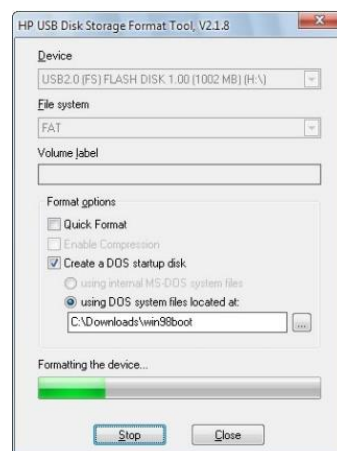 HP USB Disk Storage Format Tool, V2.1.8
Device
USB2.0 (FS) FLASH DISK 1.00 (1002 MB) (H:\)
File system
FAT
Volume label
Format options
Quick Format
Enable Compression
Create a DOS startup disk
using internal MS-DOS system files
using DOS system files located at:
C:\Downloads\win98boot
...
Formatting the device...
Stop
Close